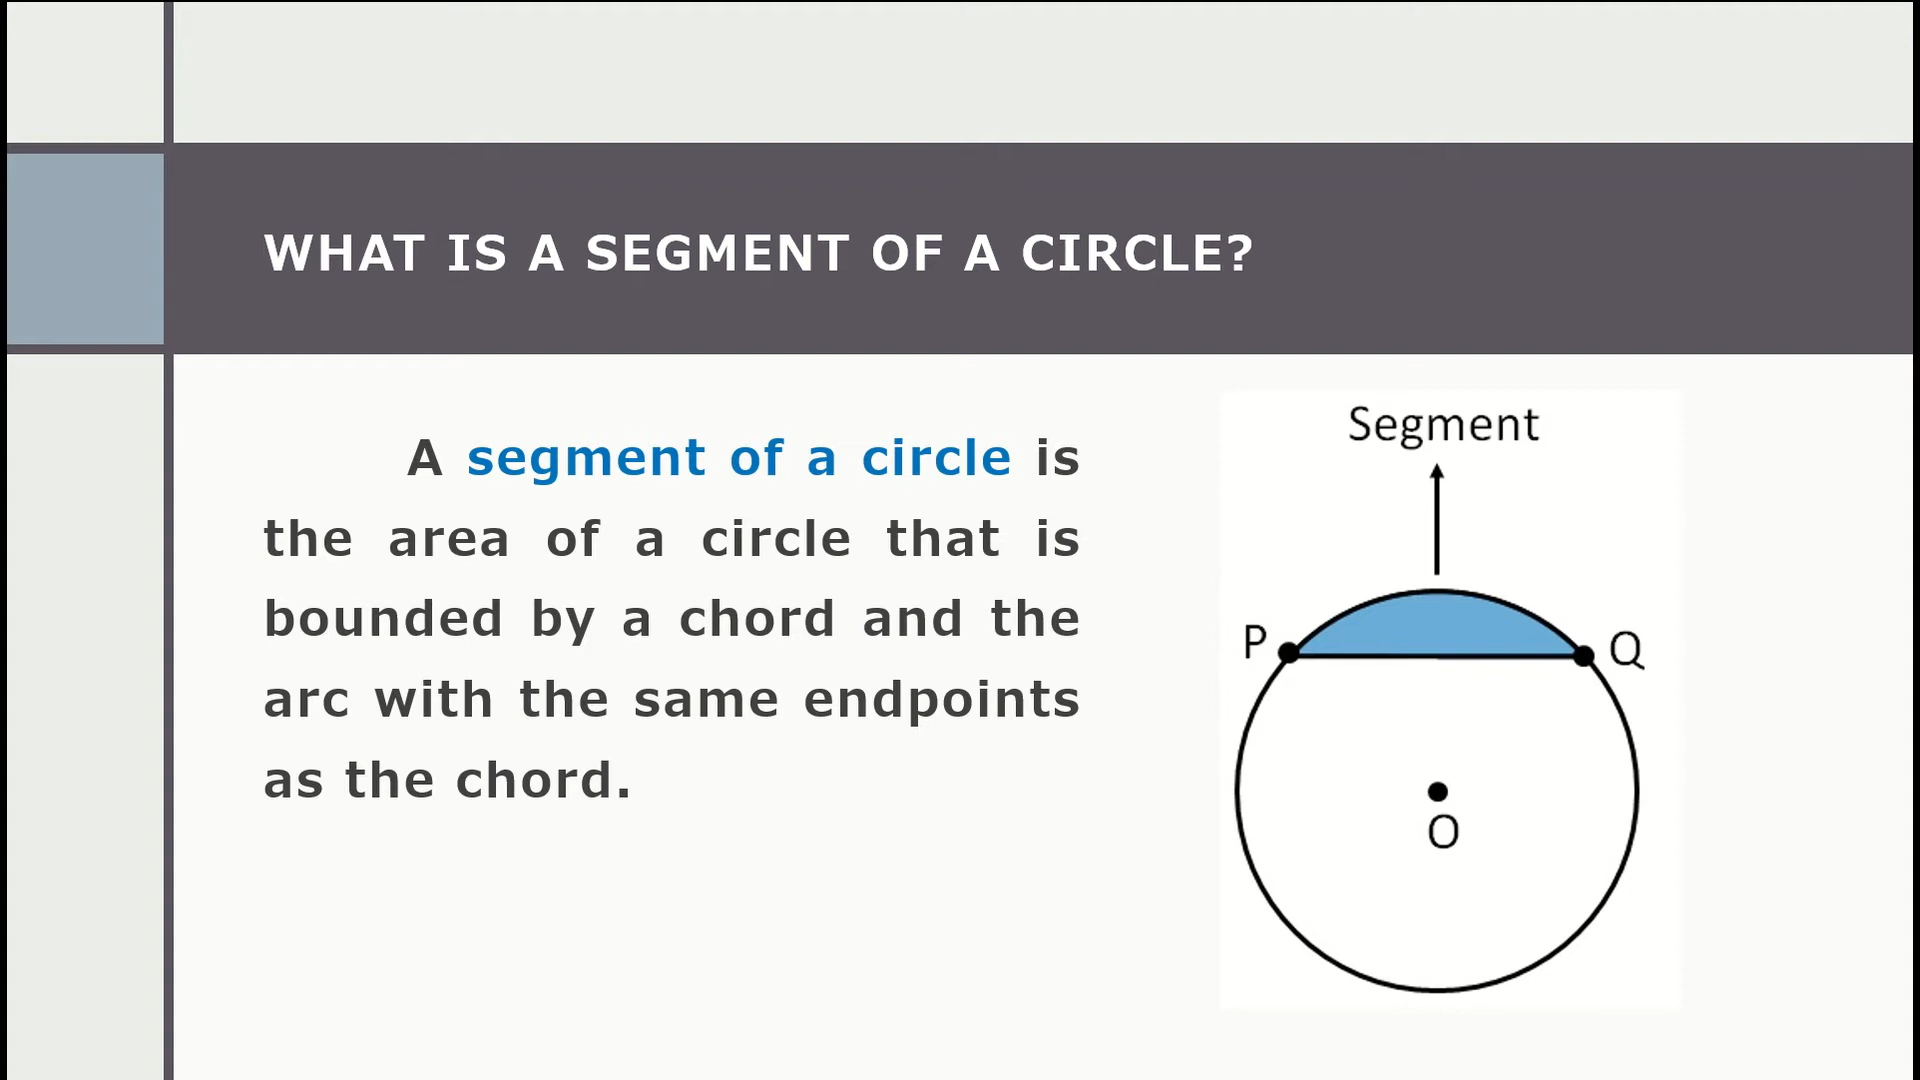 WHAT IS A SEGMENT OF A CIRCLE?
A segment of a circle is
the area of a circle that is
bounded by a chord and the
arc with the same endpoints
as the chord.
Segment
P
Q
O